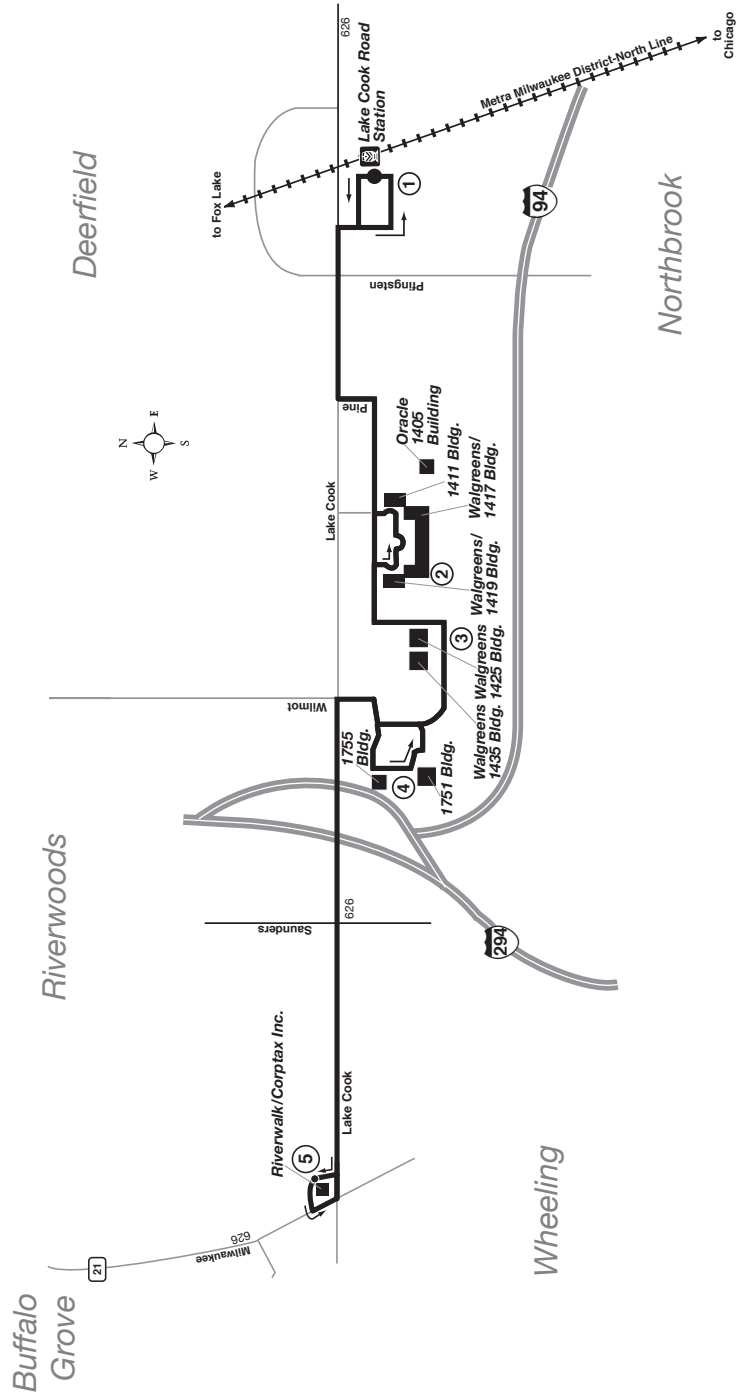 Buffalo
Grove
Riverwoods
Deerfield
21
Milwaukee
626
Riverwalk/Corptax Inc.
5
Lake Cook
Saunders
626
Wilmot
N
W
E
S
Lake Cook
Pine
Pfingsten
to Fox Lake
626
Lake Cook Road
Station
1
Metra Milwaukee District-North Line
to
Chicago
1755
Bldg.
4
1751 Bldg.
Walgreens
1435 Bldg.
Walgreens
1425 Bldg.
3
Walgreens/
1419 Bldg.
2
Walgreens/
1417 Bldg.
1411 Bldg.
Oracle
1405
Building
294
94
Wheeling
Northbrook